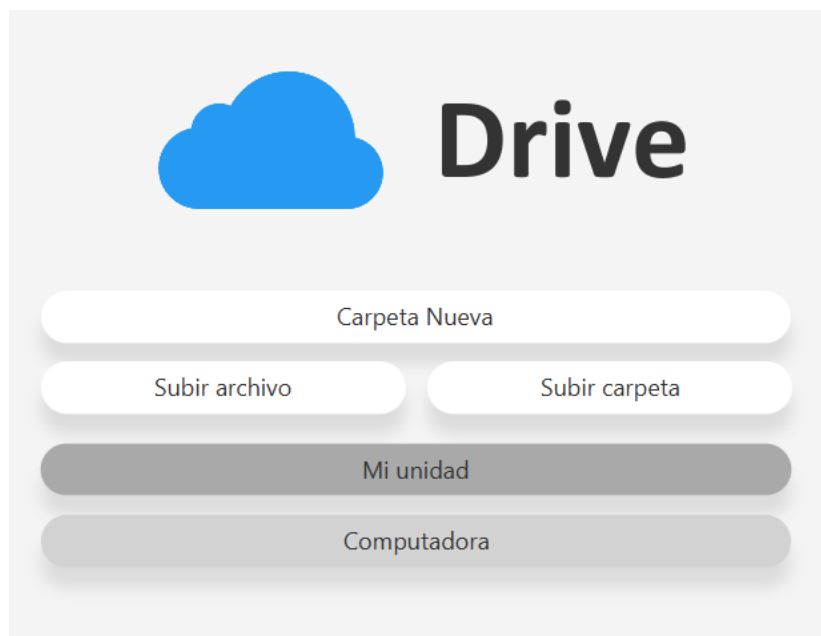 Drive
Carpeta Nueva
Subir archivo
Subir carpeta
Mi unidad
Computadora